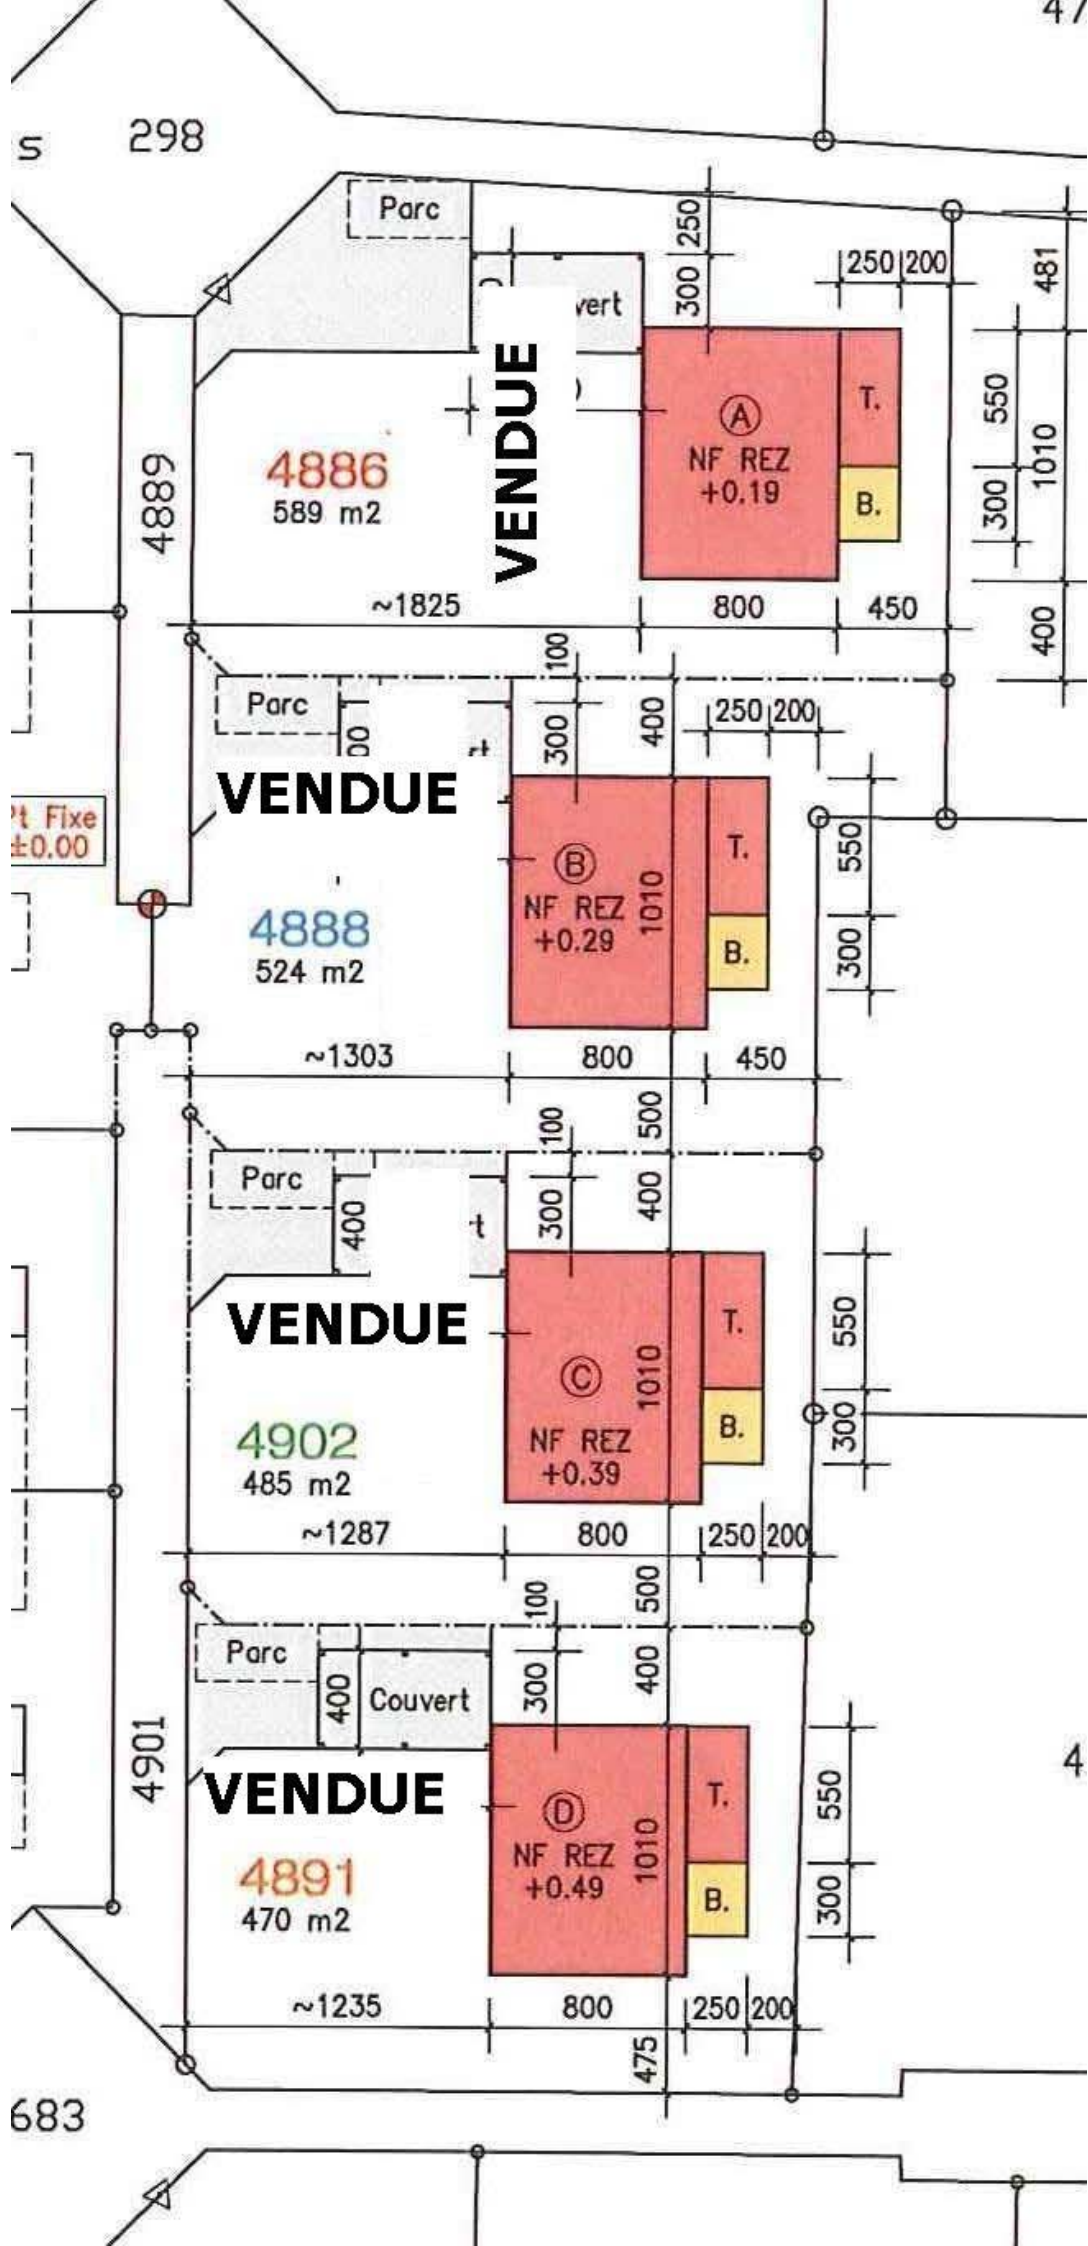 298
s
Parc
250
300
250
200
481
vert
550
1010
300
400
A
NF REZ
+0.19
T.
B.
VENDUE
4886
589 m2
4889
~1825
800
450
100
300
400
250
200
Parc
VENDUE
Pt Fixe
±0.00
B
NF REZ
+0.29
1010
T.
B.
550
300
4888
524 m2
~1303
800
450
500
100
300
400
Parc
400
t
VENDUE
C
NF REZ
+0.39
1010
T.
B.
550
300
4902
485 m2
~1287
800
250
200
500
100
300
400
Parc
400
Couvert
VENDUE
D
NF REZ
+0.49
1010
T.
B.
550
300
4901
4891
470 m2
~1235
800
250
200
475
683